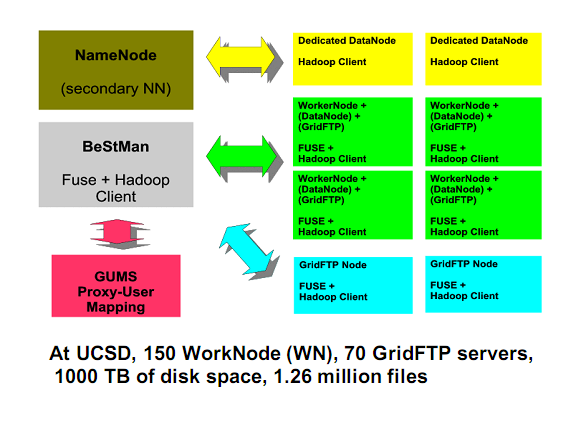 NameNode
(secondary NN)
BeStMan
Fuse + Hadoop
Client
GUMS
Proxy-User
Mapping
Dedicated DataNode
Hadoop Client
Dedicated DataNode
Hadoop Client
WorkerNode +
(DataNode) +
(GridFTP)
FUSE +
Hadoop Client
WorkerNode +
(DataNode) +
(GridFTP)
FUSE +
Hadoop Client
WorkerNode +
(DataNode) +
(GridFTP)
FUSE +
Hadoop Client
WorkerNode +
(DataNode) +
(GridFTP)
FUSE +
Hadoop Client
GridFTP Node
FUSE +
Hadoop Client
GridFTP Node
FUSE +
Hadoop Client
At UCSD, 150 WorkNode (WN), 70 GridFTP servers,
1000 TB of disk space, 1.26 million files